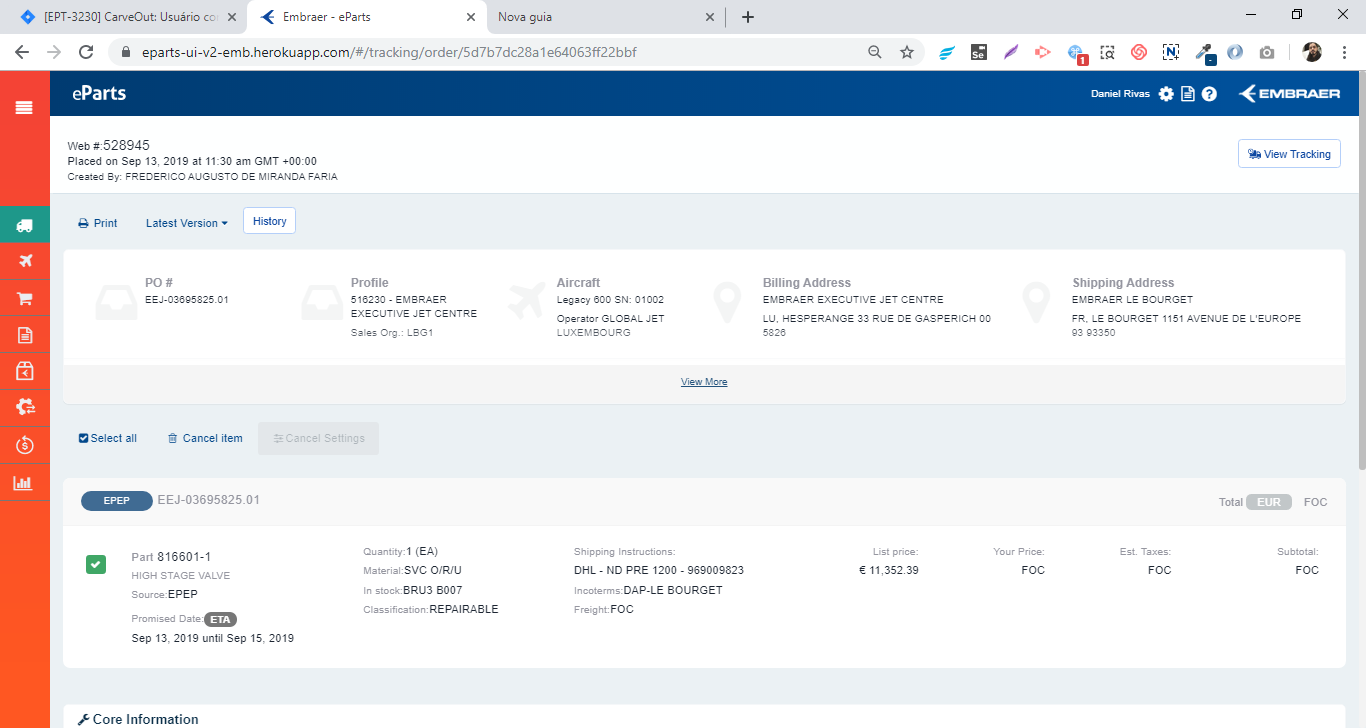 [EPT-3230] CarveOut: Usuário co
Embraer - eParts
Nova guia
eparts-ui-v2-emb.herokuapp.com/#/tracking/order/5d7b7dc28a1e64063ff22bbf
Se
1
N
eParts
Daniel Rivas
EMBRAER
Web #:528945
Placed on Sep 13, 2019 at 11:30 am GMT +00:00
Created By: FREDERICO AUGUSTO DE MIRANDA FARIA
View Tracking
Print
Latest Version
History
PO #
EEJ-03695825.01
Profile
516230 - EMBRAER
EXECUTIVE JET CENTRE
Sales Org.: LBG1
Aircraft
Legacy 600 SN: 01002
Operator GLOBAL JET
LUXEMBOURG
Billing Address
EMBRAER EXECUTIVE JET CENTRE
LU, HESPERANGE 33 RUE DE GASPERICH 00
5826
Shipping Address
EMBRAER LE BOURGET
FR, LE BOURGET 1151 AVENUE DE L'EUROPE
93 93350
View More
Select all
Cancel item
Cancel Settings
EPEP EEJ-03695825.01
Total EUR FOC
Part 816601-1
HIGH STAGE VALVE
Source:EPEP
Promised Date: ETA
Sep 13, 2019 until Sep 15, 2019
Quantity:1 (EA)
Material:SVC O/R/U
In stock:BRU3 B007
Classification:REPAIRABLE
Shipping Instructions:
DHL - ND PRE 1200 - 969009823
Incoterms:DAP-LE BOURGET
Freight:FOC
List price:
€ 11,352.39
Your Price:
FOC
Est. Taxes:
FOC
Subtotal:
FOC
Core Information